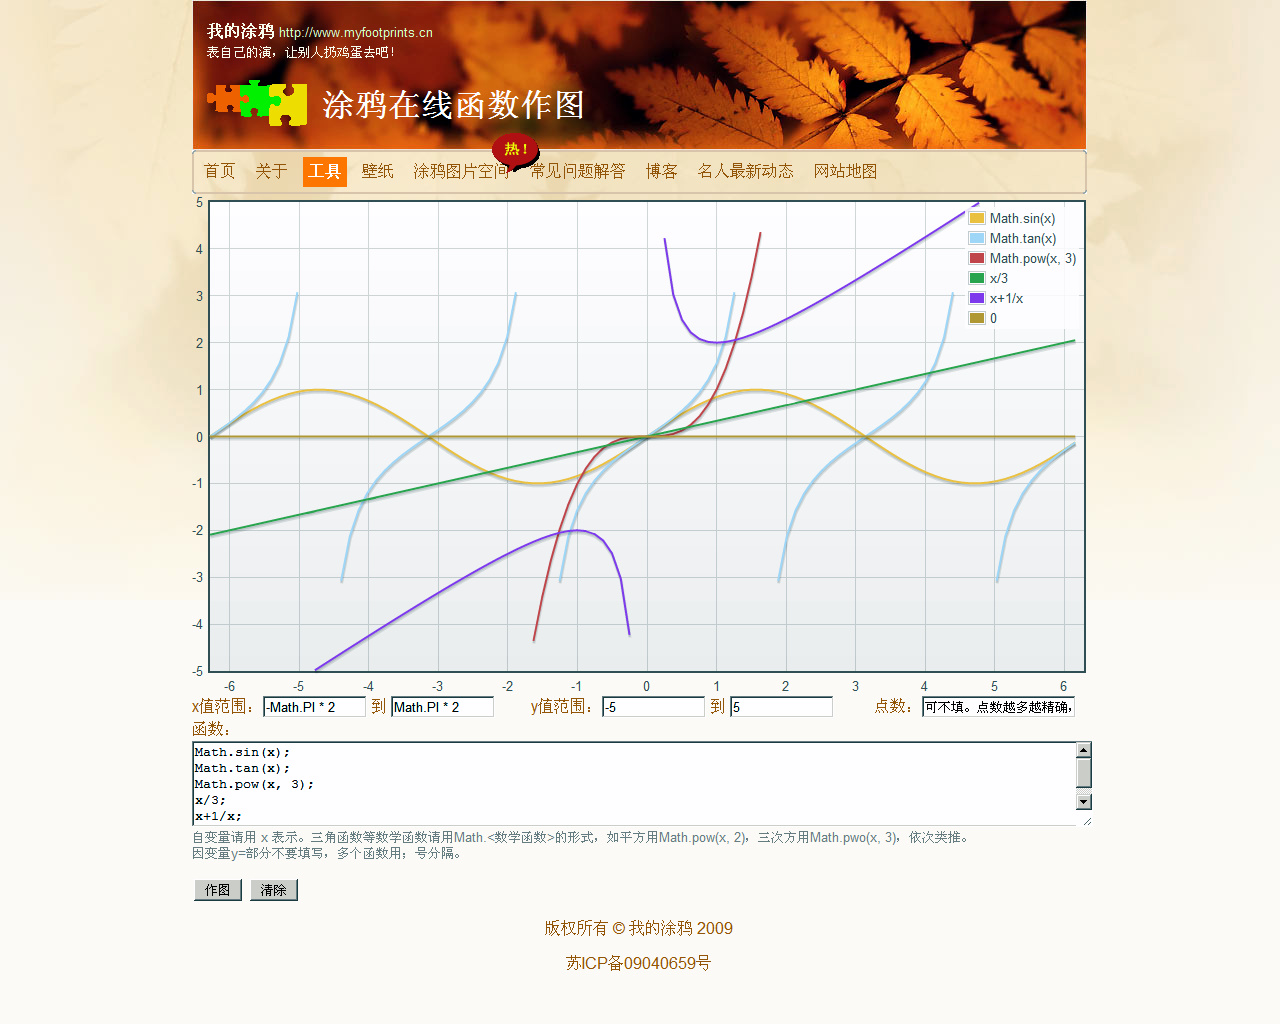 我的涂鸦 http://www.myfootprints.cn
表自己的演，让别人扔鸡蛋去吧!
涂鸦在线函数作图
热!
首页 关于 工具 壁纸 涂鸦图片空间 常见问题解答 博客 名人最新动态 网站地图
5
4
3
2
1
0
-1
-2
-3
-4
-5
Math.sin(x)
Math.tan(x)
Math.pow(x, 3)
x/3
x+1/x
0
-6 -5 -4 -3 -2 -1 0 1 2 3 4 5 6
x值范围: -Math.PI * 2 到 Math.PI * 2 y值范围: -5 到 5 点数: 可不填。点数越多越精确,
函数:
Math.sin(x);
Math.tan(x);
Math.pow(x, 3);
x/3;
x+1/x;
自变量请用 x 表示。三角函数等数学函数请用Math.<数学函数>的形式，如平方用Math.pow(x, 2)，三次方用Math.pwo(x, 3)，依次类推。
因变量y=部分不要填写，多个函数用；号分隔。
作图 清除
版权所有 © 我的涂鸦 2009
苏ICP备09040659号